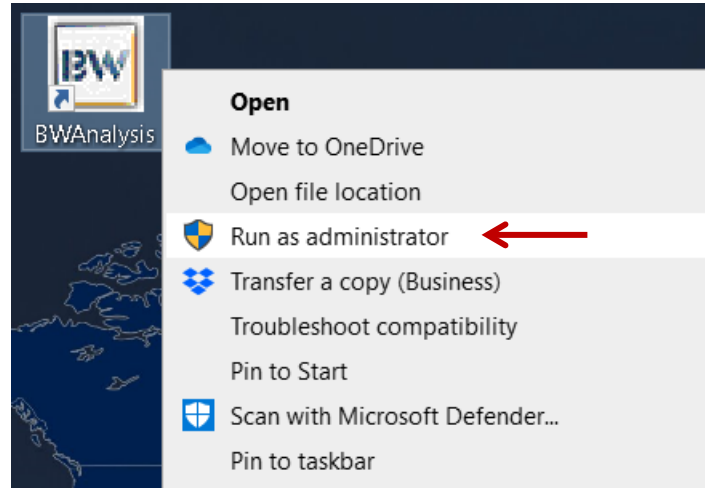 BW
BWAnalysis
Open
Move to OneDrive
Open file location
Run as administrator
Transfer a copy (Business)
Troubleshoot compatibility
Pin to Start
Scan with Microsoft Defender...
Pin to taskbar